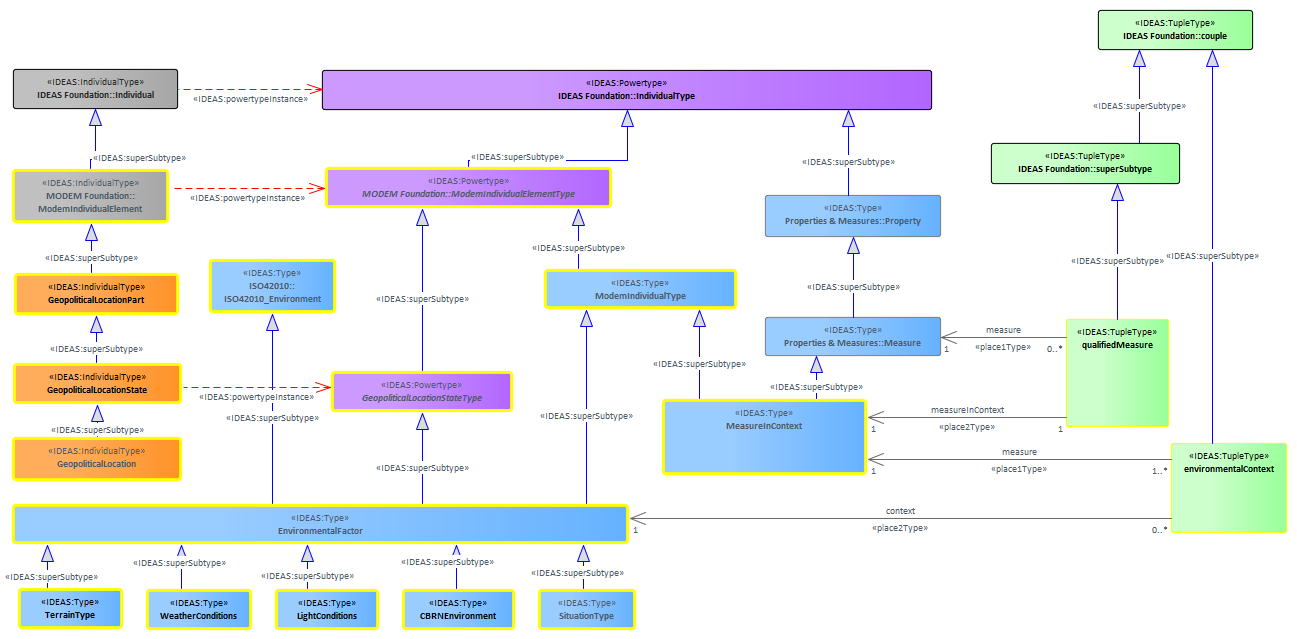 «IDEAS:TupleType»
IDEAS Foundation::couple
«IDEAS:IndividualType»
IDEAS Foundation::Individual
«IDEAS:powertypeInstance»
«IDEAS:Powertype»
IDEAS Foundation::IndividualType
«IDEAS:superSubtype»
«IDEAS:superSubtype»
«IDEAS:superSubtype»
«IDEAS:superSubtype»
«IDEAS:TupleType»
IDEAS Foundation::superSubtype
«IDEAS:IndividualType»
MODEM Foundation::
ModemIndividualElement
«IDEAS:powertypeInstance»
«IDEAS:Powertype»
MODEM Foundation::ModemIndividualElementType
«IDEAS:Type»
Properties & Measures::Property
«IDEAS:superSubtype»
«IDEAS:superSubtype»
«IDEAS:superSubtype»
«IDEAS:superSubtype»
«IDEAS:IndividualType»
GeopoliticalLocationPart
«IDEAS:Type»
ISO42010::
ISO42010_Environment
«IDEAS:superSubtype»
«IDEAS:Type»
ModemIndividualType
«IDEAS:superSubtype»
«IDEAS:Type»
Properties & Measures::Measure
measure
«place1Type»
1
0..*
«IDEAS:TupleType»
qualifiedMeasure
«IDEAS:superSubtype»
«IDEAS:superSubtype»
«IDEAS:superSubtype»
«IDEAS:IndividualType»
GeopoliticalLocationState
«IDEAS:powertypeInstance»
«IDEAS:Powertype»
GeopoliticalLocationStateType
«IDEAS:superSubtype»
«IDEAS:superSubtype»
«IDEAS:superSubtype»
«IDEAS:Type»
MeasureInContext
measureInContext
«place2Type»
1
1
«IDEAS:IndividualType»
GeopoliticalLocation
«IDEAS:superSubtype»
measure
«place1Type»
1
1..*
«IDEAS:TupleType»
environmentalContext
«IDEAS:Type»
EnvironmentalFactor
context
«place2Type»
1
0..*
«IDEAS:superSubtype»
«IDEAS:superSubtype»
«IDEAS:superSubtype»
«IDEAS:superSubtype»
«IDEAS:superSubtype»
«IDEAS:Type»
TerrainType
«IDEAS:Type»
WeatherConditions
«IDEAS:Type»
LightConditions
«IDEAS:Type»
CBRNEnvironment
«IDEAS:Type»
SituationType